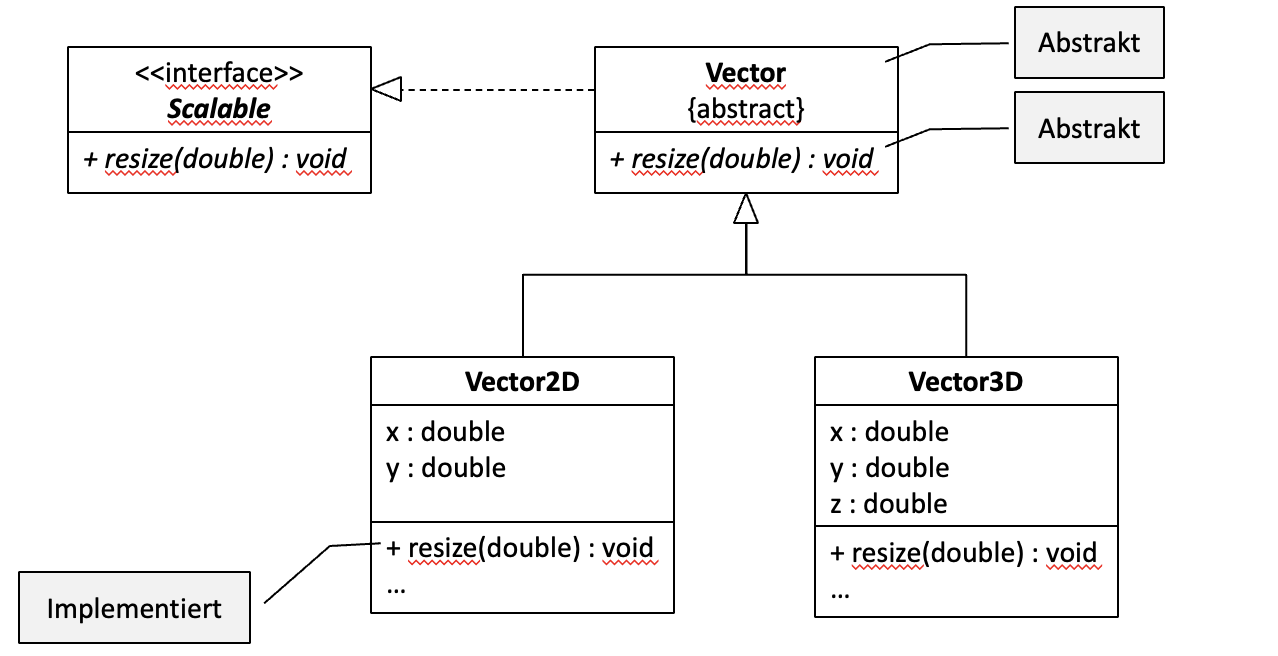 <<interface>>
Scalable
+ resize(double) : void
Vector
{abstract}
+ resize(double) : void
Abstrakt
Abstrakt
Vector2D
x : double
y : double
+ resize(double) : void
...
Vector3D
x : double
y : double
z : double
+ resize(double) : void
...
Implementiert